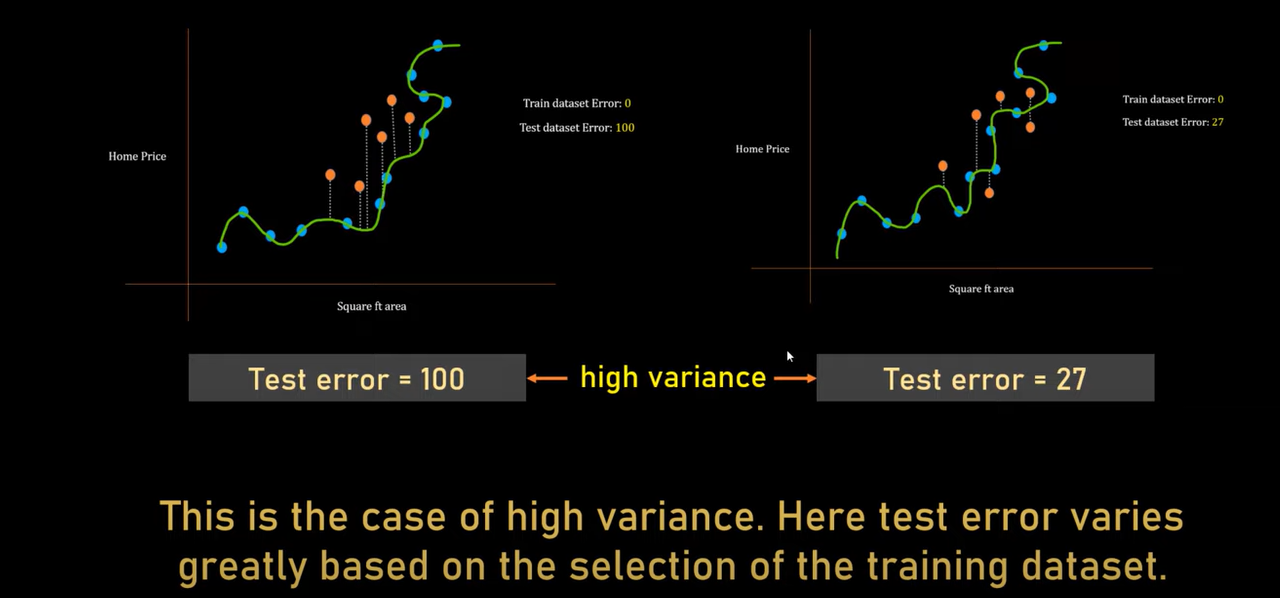 Home Price
Train dataset Error: 0
Test dataset Error: 100
Square ft area
Home Price
Train dataset Error: 0
Test dataset Error: 27
Square ft area
Test error = 100
high variance
Test error = 27
This is the case of high variance. Here test error varies
greatly based on the selection of the training dataset.